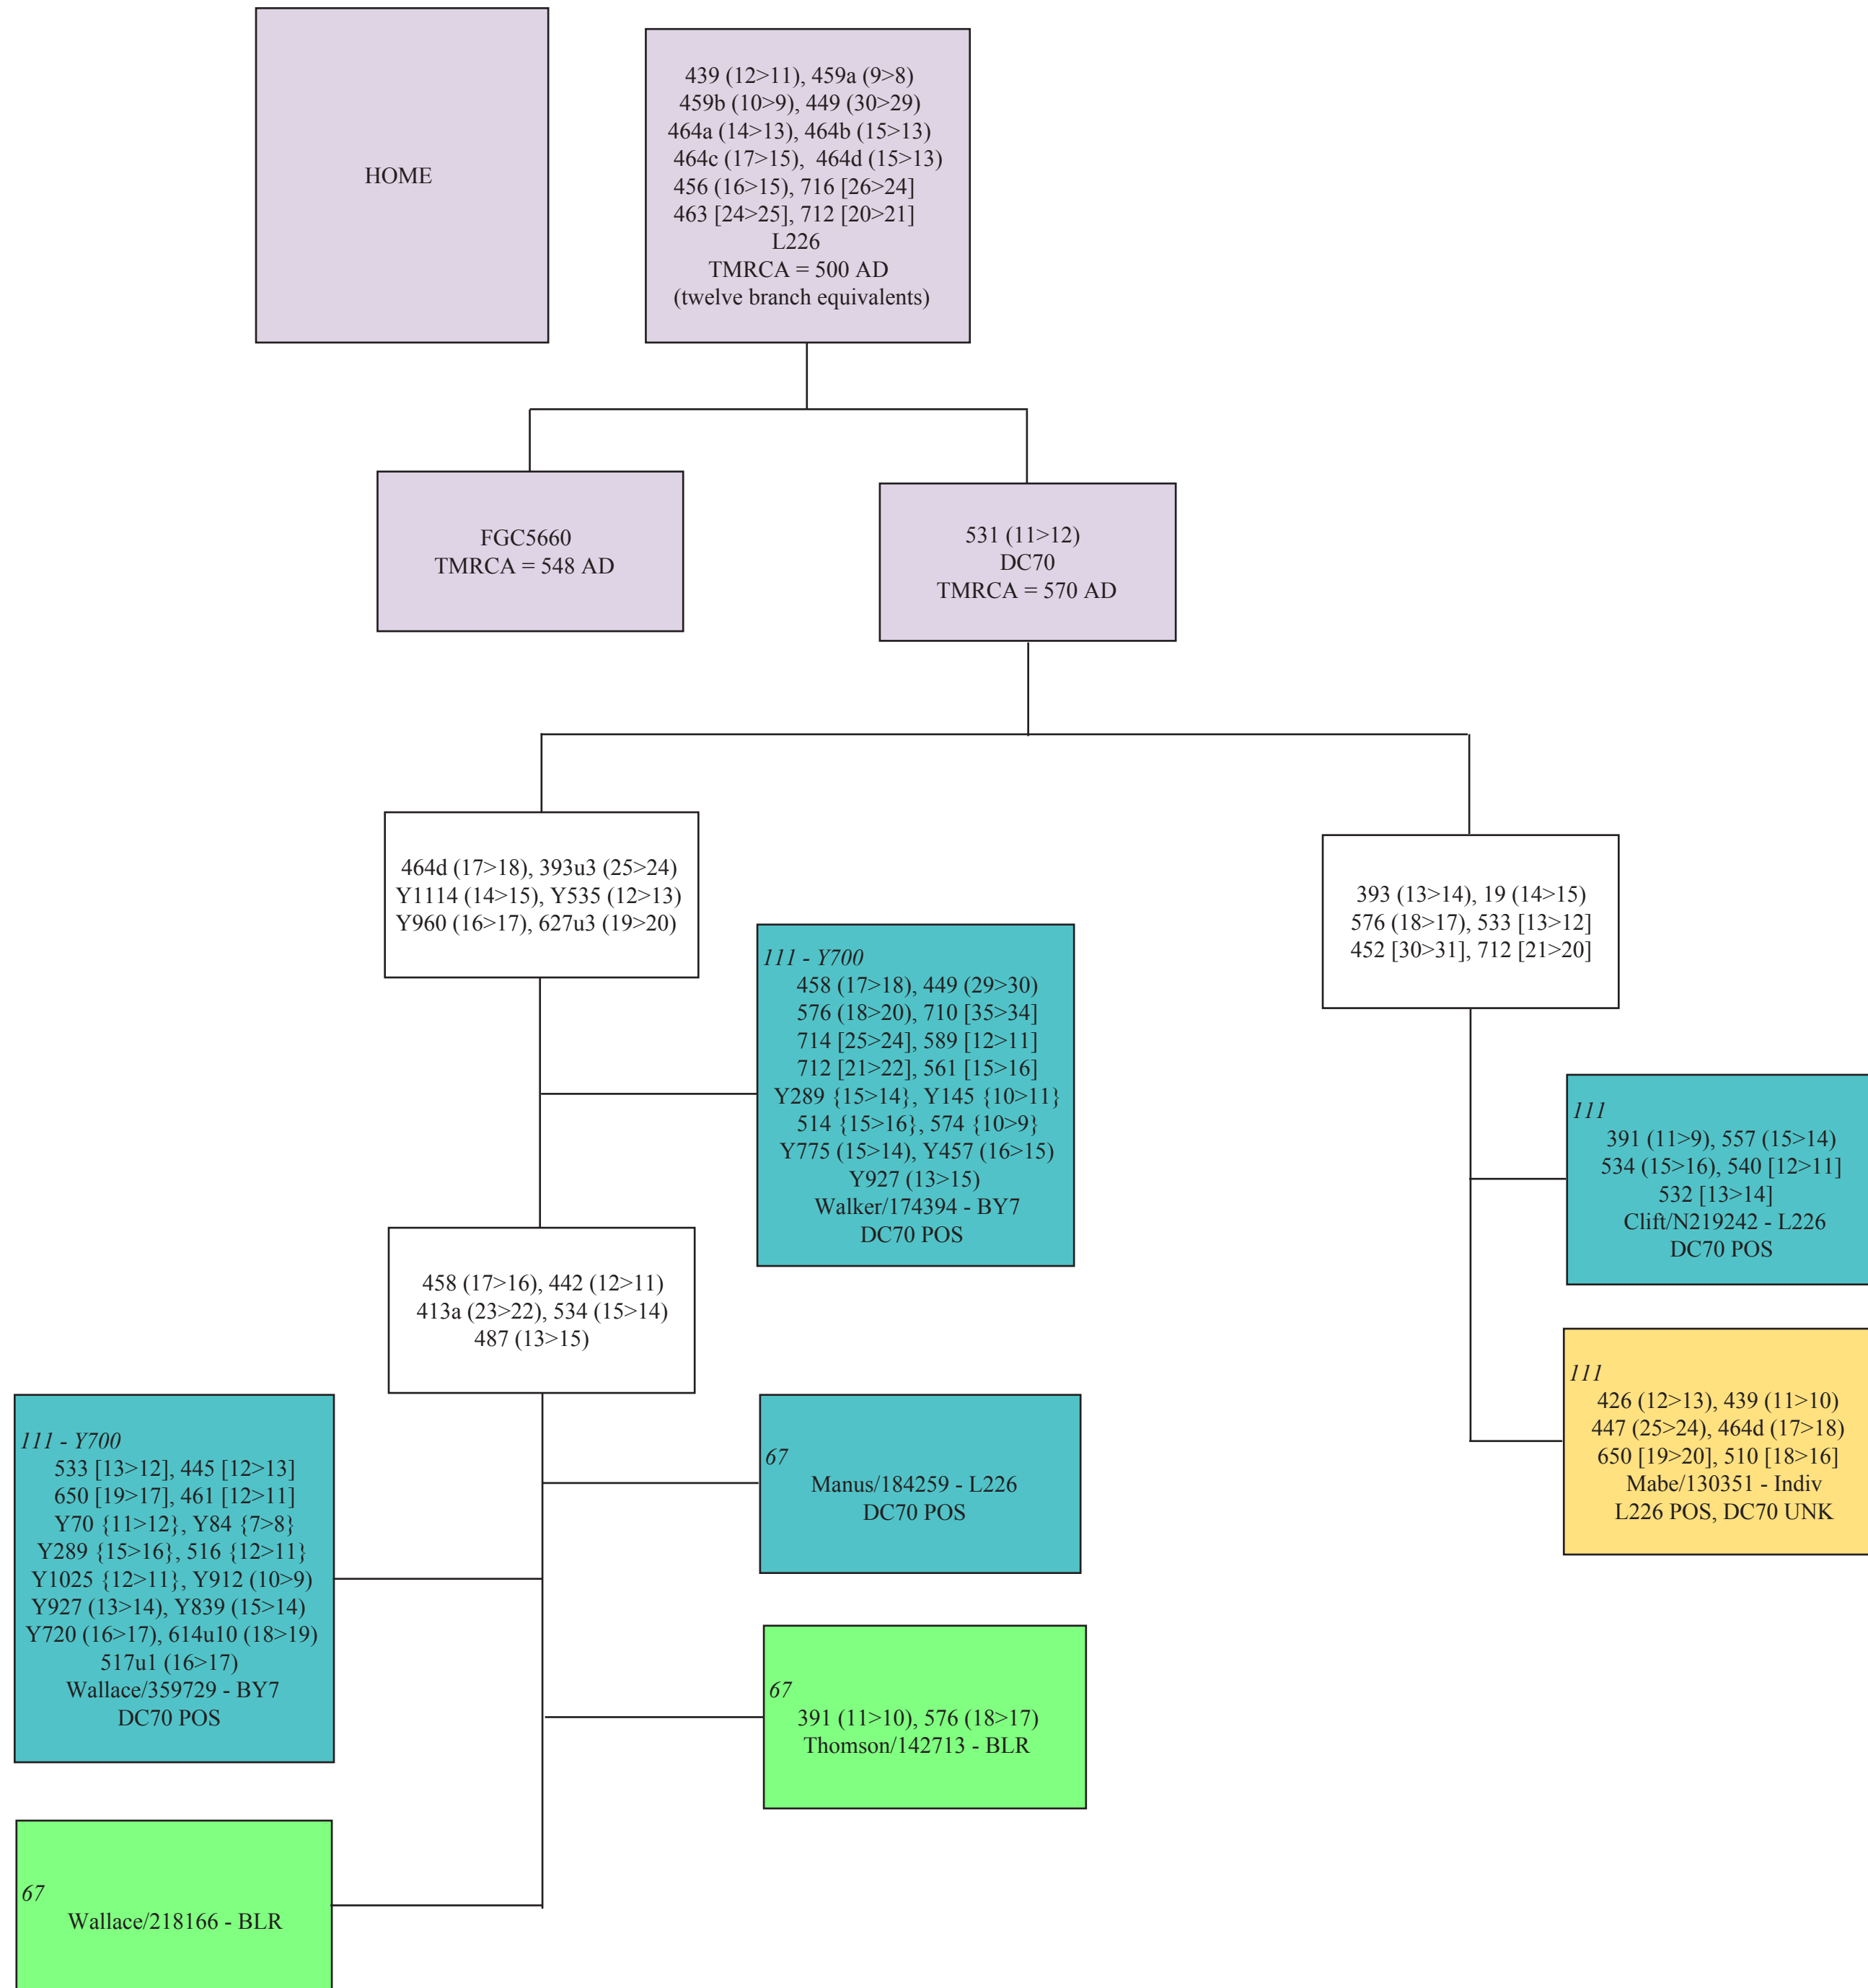 HOME
439 (12>11), 459a (9>8)
459b (10>9), 449 (30>29)
464a (14>13), 464b (15>13)
464c (17>15), 464d (15>13)
456 (16>15), 716 [26>24]
463 [24>25], 712 [20>21]
L226
TMRCA = 500 AD
(twelve branch equivalents)
FGC5660
TMRCA = 548 AD
531 (11>12)
DC70
TMRCA = 570 AD
464d (17>18), 393u3 (25>24)
Y1114 (14>15), Y535 (12>13)
Y960 (16>17), 627u3 (19>20)
393 (13>14), 19 (14>15)
576 (18>17), 533 [13>12]
452 [30>31], 712 [21>20]
111 - Y700
458 (17>18), 449 (29>30)
576 (18>20), 710 [35>34]
714 [25>24], 589 [12>11]
712 [21>22], 561 [15>16]
Y289 {15>14}, Y145 {10>11}
514 {15>16}, 574 {10>9}
Y775 (15>14), Y457 (16>15)
Y927 (13>15)
Walker/174394 - BY7
DC70 POS
111
391 (11>9), 557 (15>14)
534 (15>16), 540 [12>11]
532 [13>14]
Clift/N219242 - L226
DC70 POS
458 (17>16), 442 (12>11)
413a (23>22), 534 (15>14)
487 (13>15)
111
426 (12>13), 439 (11>10)
447 (25>24), 464d (17>18)
650 [19>20], 510 [18>16]
Mabe/130351 - Indiv
L226 POS, DC70 UNK
111 - Y700
533 [13>12], 445 [12>13]
650 [19>17], 461 [12>11]
Y70 {11>12}, Y84 {7>8}
Y289 {15>16}, 516 {12>11}
Y1025 {12>11}, Y912 (10>9)
Y927 (13>14), Y839 (15>14)
Y720 (16>17), 614u10 (18>19)
517u1 (16>17)
Wallace/359729 - BY7
DC70 POS
67
Manus/184259 - L226
DC70 POS
67
391 (11>10), 576 (18>17)
Thomson/142713 - BLR
67
Wallace/218166 - BLR